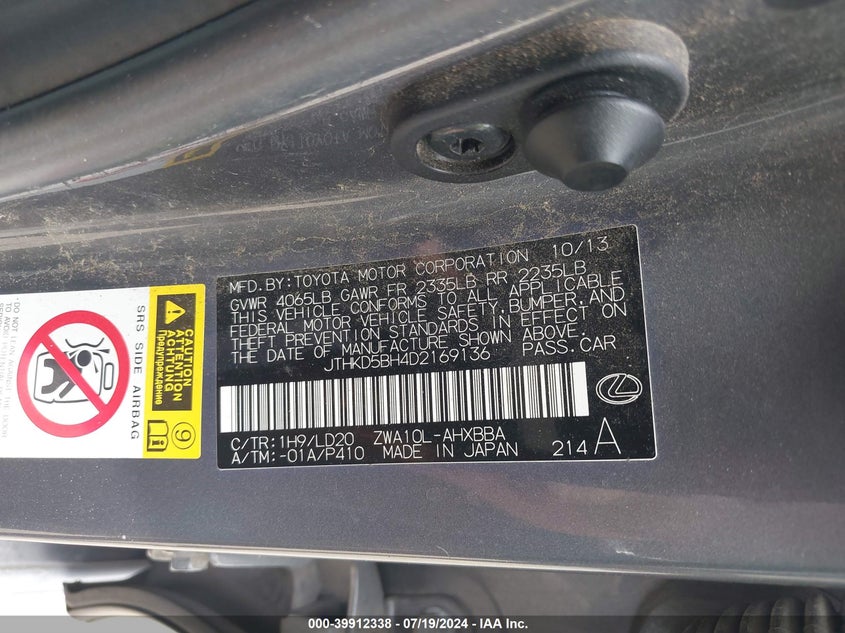 MFD.BY:TOYOTA MOTOR CORPORATION 10/13
GVWR 4065LB GAWR FR 2335LB RR 2235LB
THIS VEHICLE CONFORMS TO ALL APPLICABLE
FEDERAL MOTOR VEHICLE SAFETY,BUMPER,AND
THEFT PREVENTION STANDARDS IN EFFECT ON
THE DATE OF MANUFACTURE SHOWN ABOVE.
JTHKD5BH4D2169136 PASS.CAR
C/TR:1H9/LD20 ZWA10L-AHXBBA
A/TM:-01A/P410 MADE IN JAPAN 214 A
CAUTION
ATTENTION
ACHTUNG
Предупреждение
SRS SIDE AIRBAG
9
000-39912338 - 07/19/2024 - IAA Inc.